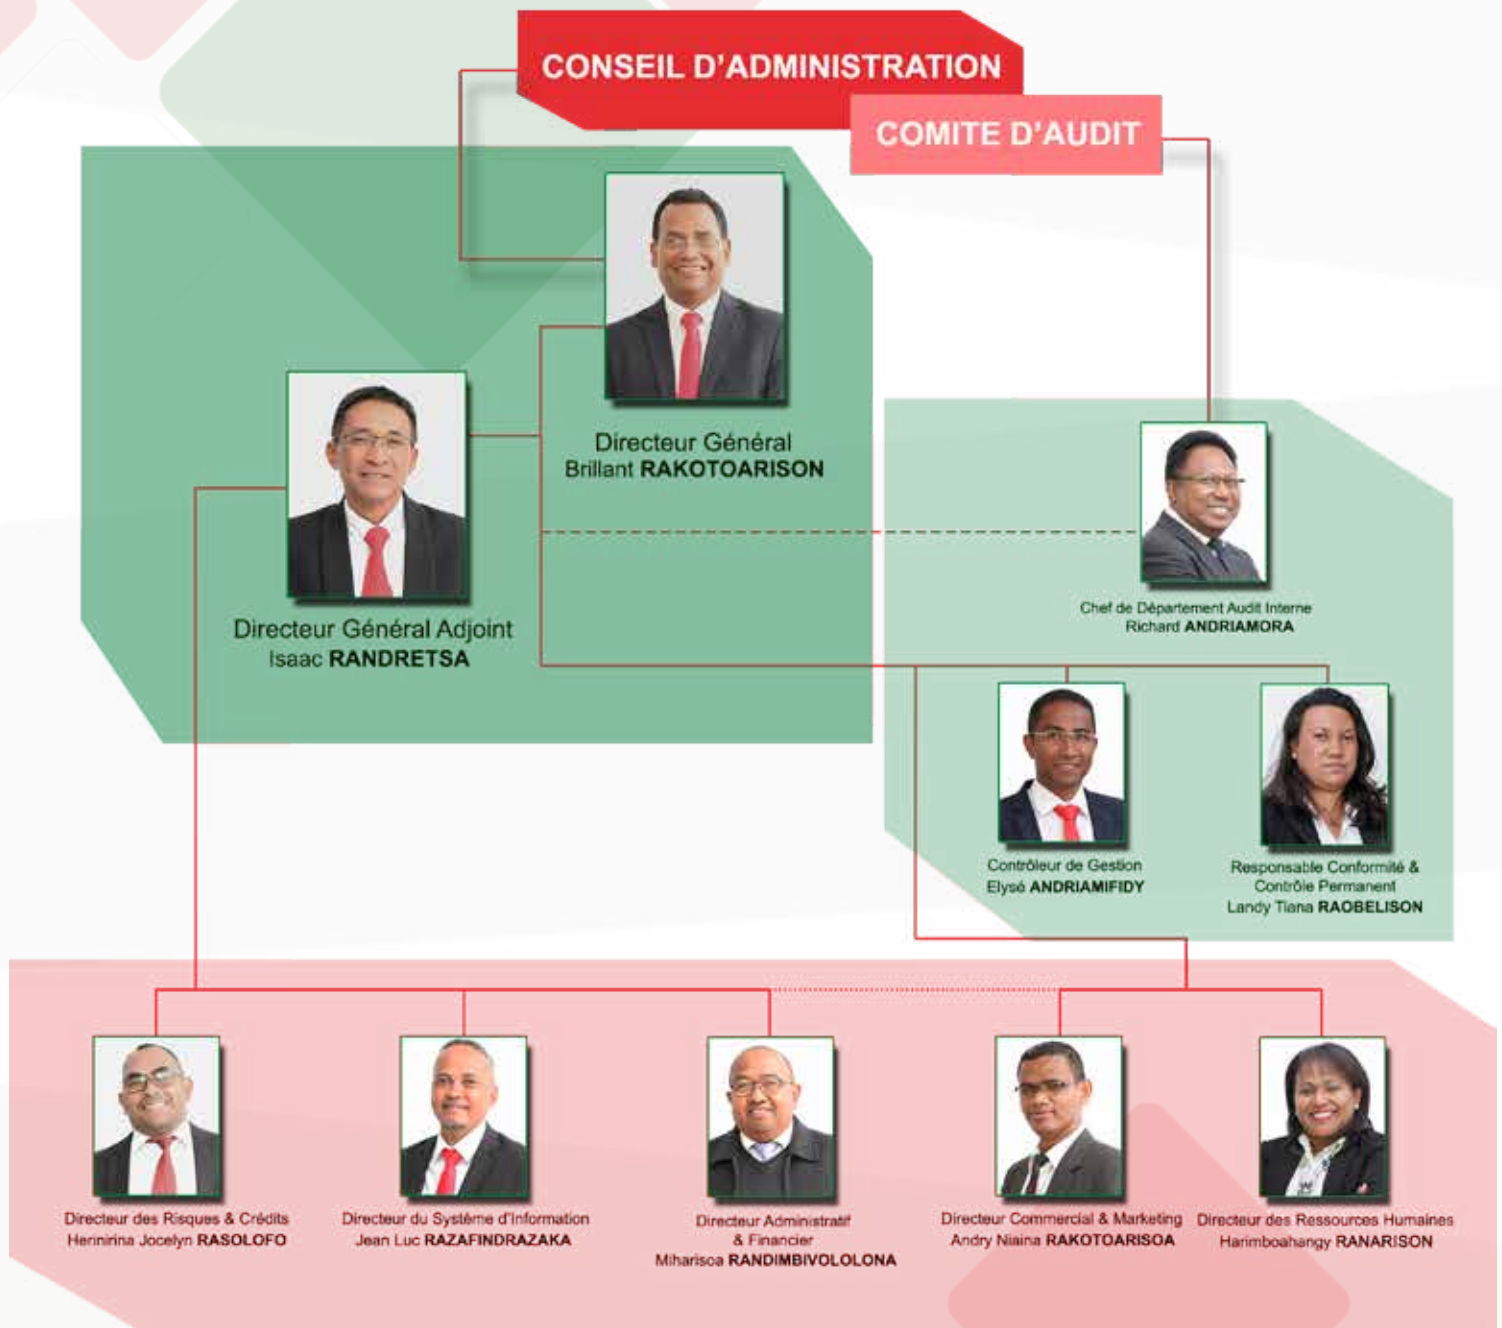 CONSEIL D'ADMINISTRATION
COMITE D'AUDIT
Directeur Général
Brillant RAKOTOARISON
Directeur Général Adjoint
Isaac RANDRETSA
Chef de Département Audit Interne
Richard ANDRIAMORA
Contrôleur de Gestion
Elysé ANDRIAMIFIDY
Responsable Conformité &
Contrôle Permanent
Landy Tiana RAOBELISON
Directeur des Risques & Crédits
Heninirina Jocelyn RASOLOFO
Directeur du Système d'Information
Jean Luc RAZAFINDRAZAKA
Directeur Administratif
& Financier
Miharisoa RANDIMBIVOLOLONA
Directeur Commercial & Marketing
Andry Niaina RAKOTOARISOA
Directeur des Ressources Humaines
Harimboahangy RANARISON